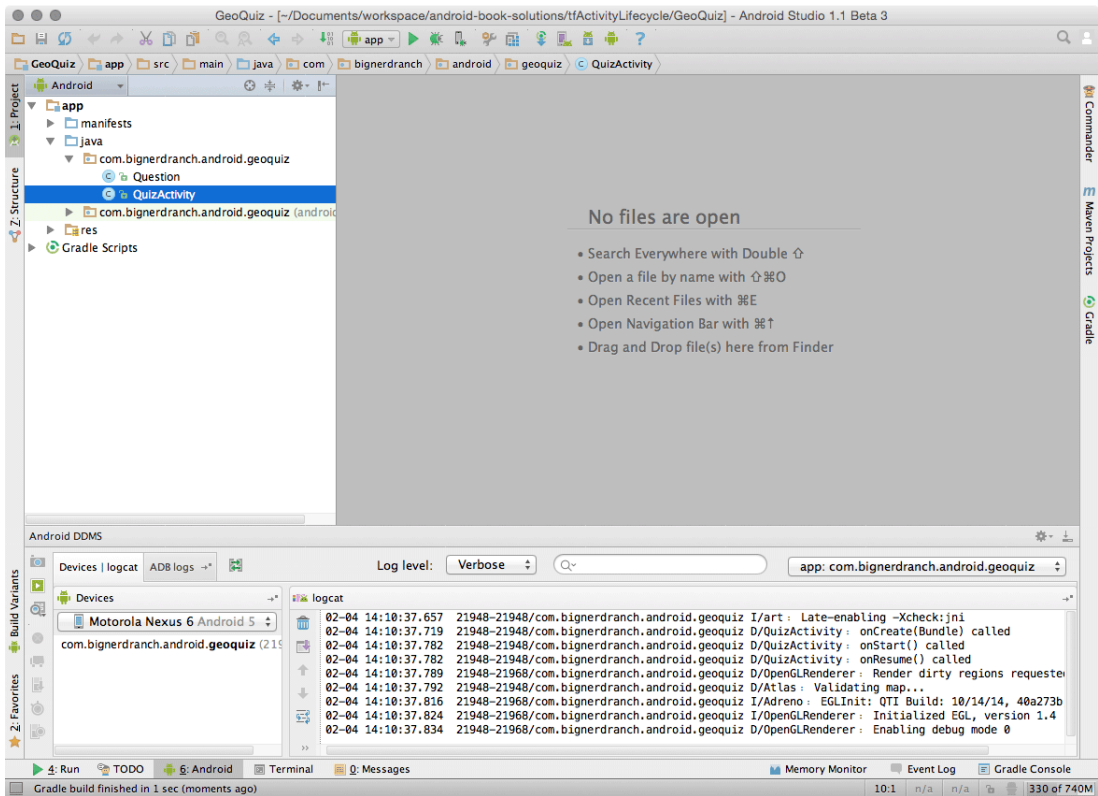 GeoQuiz - [~/Documents/workspace/android-book-solutions/tfActivityLifecycle/GeoQuiz] - Android Studio 1.1 Beta 3
app
GeoQuiz app src main java com bignerdranch android geoquiz QuizActivity
1: Project
Z: Structure
Build Variants
2: Favorites
Android
app
manifests
java
com.bignerdranch.android.geoquiz
Question
QuizActivity
com.bignerdranch.android.geoquiz (android
res
Gradle Scripts
No files are open
• Search Everywhere with Double ⇧
• Open a file by name with ⇧⌘O
• Open Recent Files with ⌘E
• Open Navigation Bar with ⌘↑
• Drag and Drop file(s) here from Finder
Commander
Maven Projects
Gradle
Android DDMS
Devices | logcat ADB logs Log level: Verbose app: com.bignerdranch.android.geoquiz
Devices
Motorola Nexus 6 Android 5
com.bignerdranch.android.geoquiz (219
logcat
02-04 14:10:37.657 21948-21948/com.bignerdranch.android.geoquiz I/art﹕ Late-enabling -Xcheck:jni
02-04 14:10:37.719 21948-21948/com.bignerdranch.android.geoquiz D/QuizActivity﹕ onCreate(Bundle) called
02-04 14:10:37.782 21948-21948/com.bignerdranch.android.geoquiz D/QuizActivity﹕ onStart() called
02-04 14:10:37.782 21948-21948/com.bignerdranch.android.geoquiz D/QuizActivity﹕ onResume() called
02-04 14:10:37.789 21948-21968/com.bignerdranch.android.geoquiz D/OpenGLRenderer﹕ Render dirty regions requested
02-04 14:10:37.792 21948-21948/com.bignerdranch.android.geoquiz D/Atlas﹕ Validating map...
02-04 14:10:37.816 21948-21968/com.bignerdranch.android.geoquiz I/Adreno﹕ EGLInit: QTI Build: 10/14/14, 40a273b
02-04 14:10:37.824 21948-21968/com.bignerdranch.android.geoquiz I/OpenGLRenderer﹕ Initialized EGL, version 1.4
02-04 14:10:37.834 21948-21968/com.bignerdranch.android.geoquiz D/OpenGLRenderer﹕ Enabling debug mode 0
4: Run TODO 6: Android Terminal 0: Messages Memory Monitor Event Log Gradle Console
Gradle build finished in 1 sec (moments ago) 10:1 n/a n/a 330 of 740M